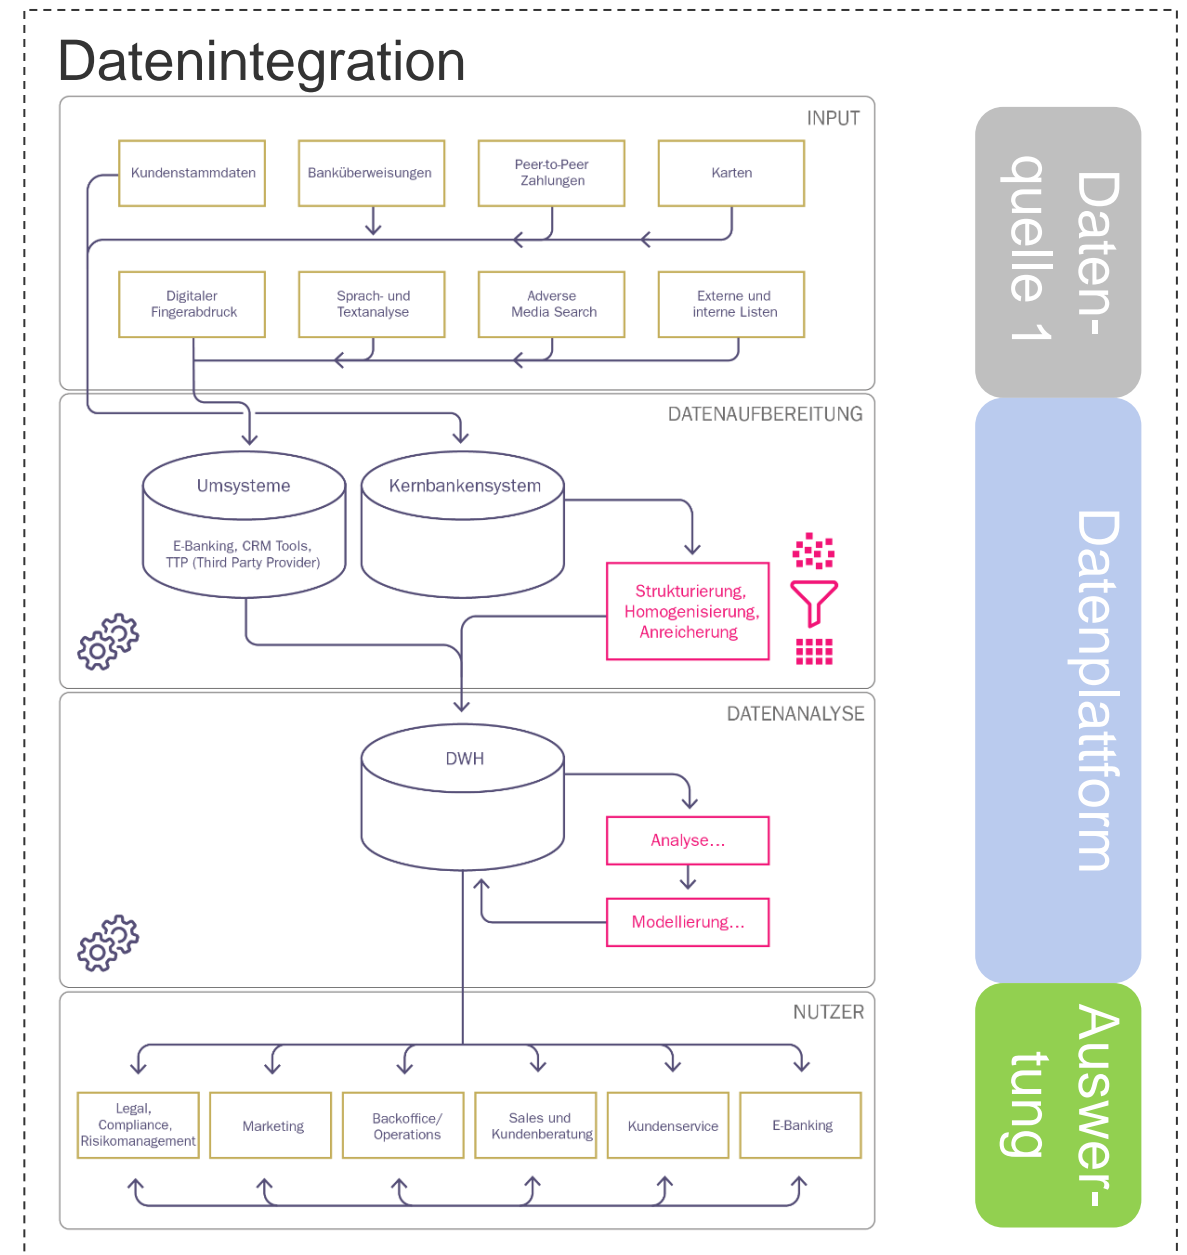 Datenintegration
INPUT
Kundenstammdaten
Banküberweisungen
Peer-to-Peer
Zahlungen
Karten
Digitaler
Fingerabdruck
Sprach- und
Textanalyse
Adverse
Media Search
Externe und
interne Listen
Daten-
quelle 1
DATENAUFBEREITUNG
Umsysteme
E-Banking, CRM Tools,
TTP (Third Party Provider)
Kernbankensystem
Strukturierung,
Homogenisierung,
Anreicherung
Datenplattform
DATENANALYSE
DWH
Analyse...
Modellierung...
NUTZER
Legal,
Compliance,
Risikomanagement
Marketing
Backoffice/
Operations
Sales und
Kundenberatung
Kundenservice
E-Banking
Auswer-
tung